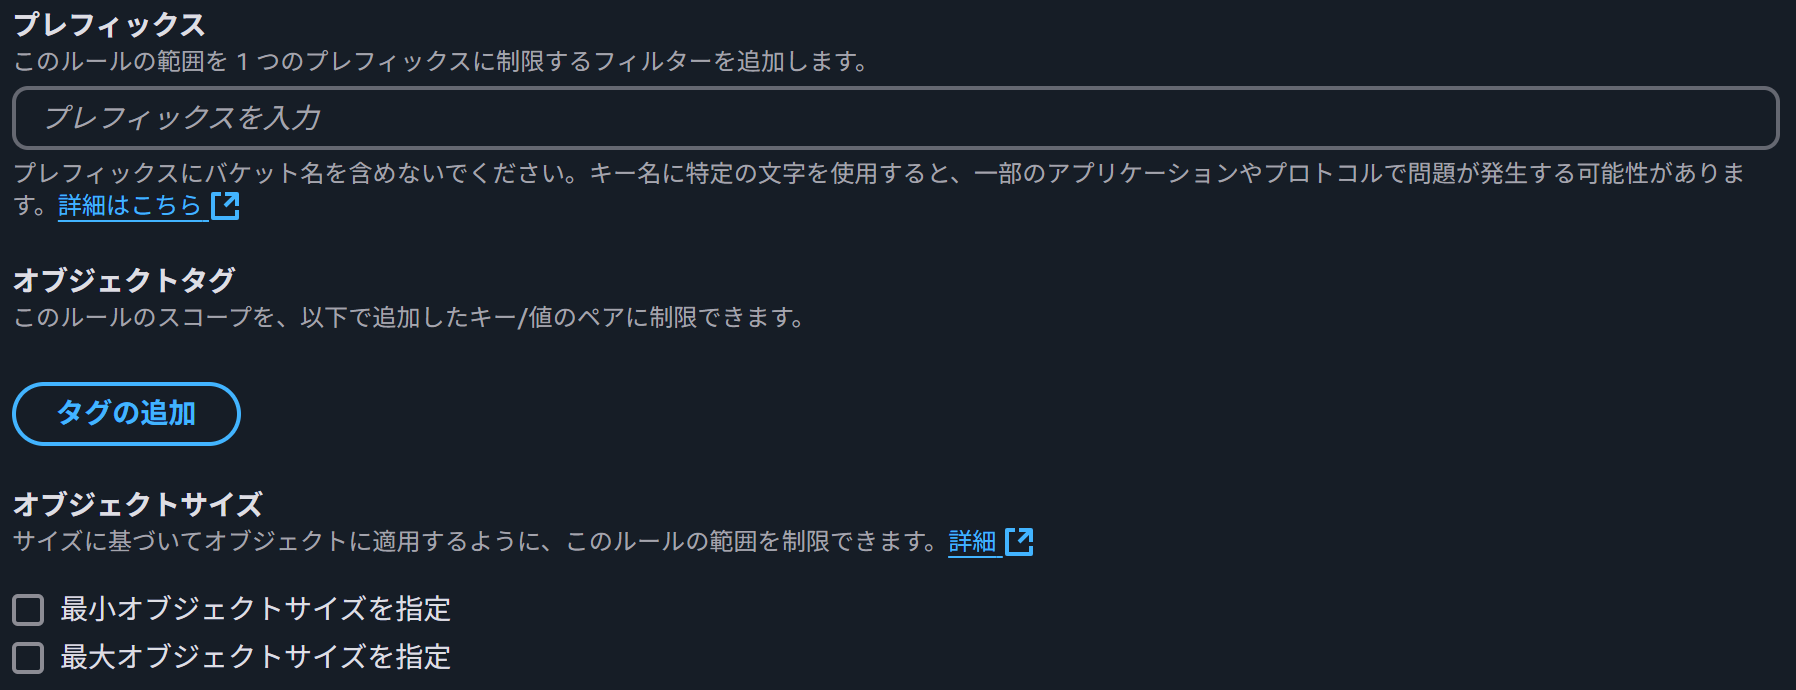 プレフィックス
このルールの範囲を 1 つのプレフィックスに制限するフィルターを追加します。
プレフィックスを入力
プレフィックスにバケット名を含めないでください。キー名に特定の文字を使用すると、一部のアプリケーションやプロトコルで問題が発生する可能性がありま
す。詳細はこちら
オブジェクトタグ
このルールのスコープを、以下で追加したキー/値のペアに制限できます。
タグの追加
オブジェクトサイズ
サイズに基づいてオブジェクトに適用するように、このルールの範囲を制限できます。詳細
最小オブジェクトサイズを指定
最大オブジェクトサイズを指定